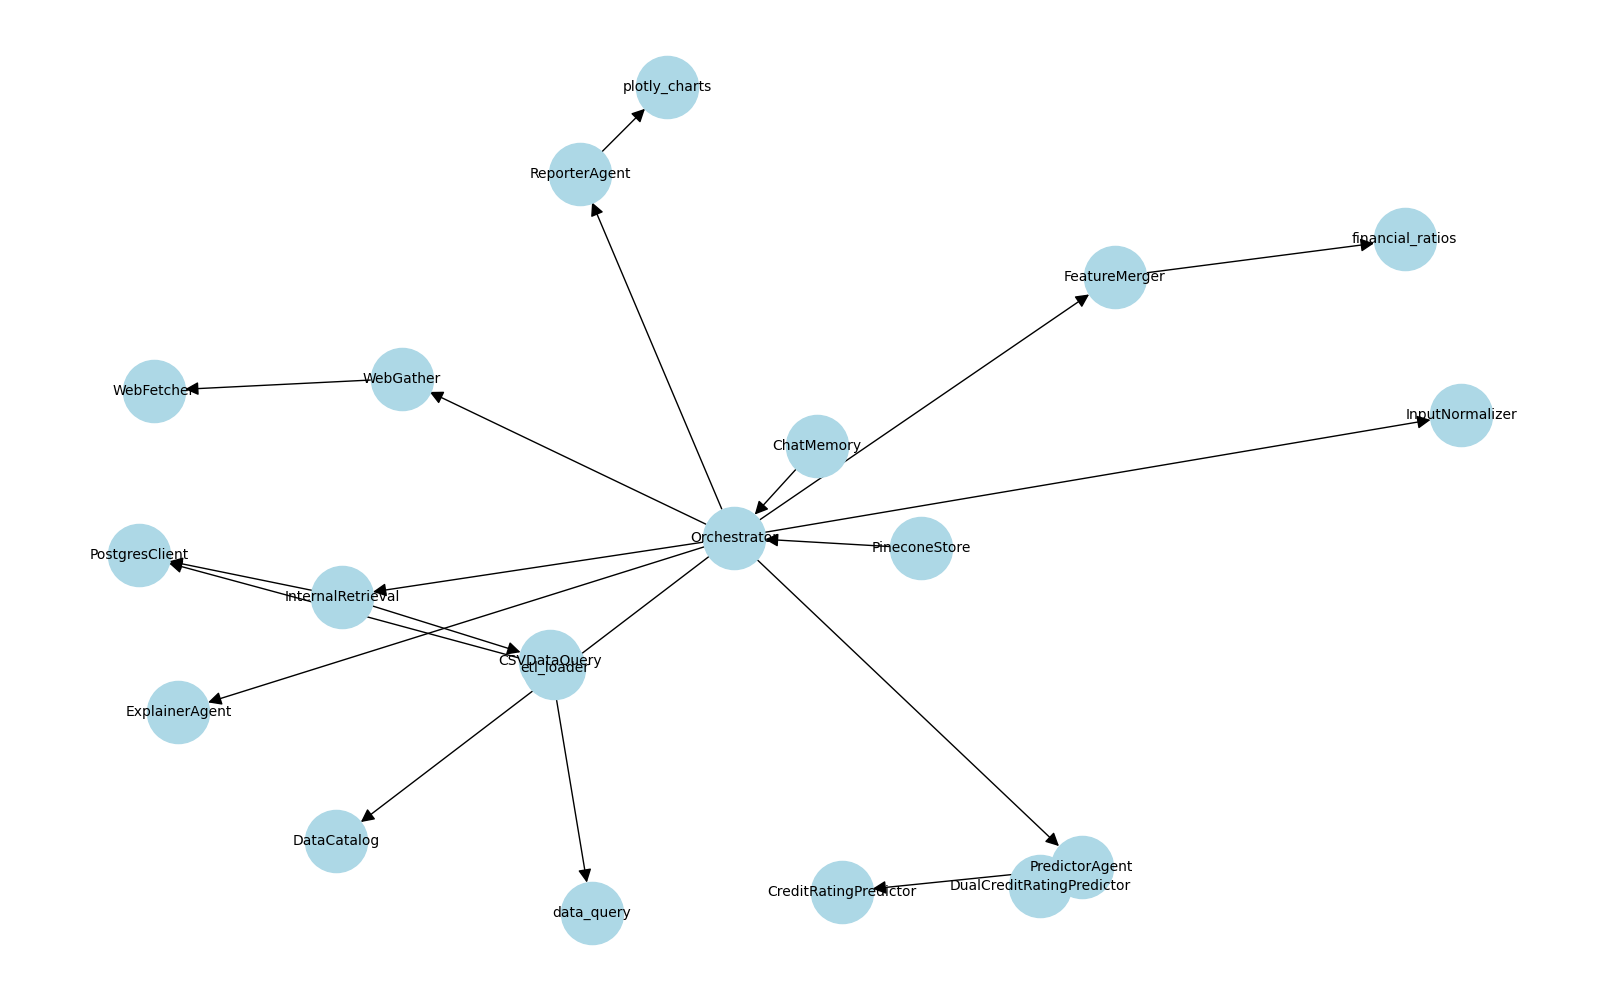 plotly_charts
ReporterAgent
financial_ratios
FeatureMerger
WebGather
WebFetcher
InputNormalizer
ChatMemory
Orchestrator
PineconeStore
PostgresClient
InternalRetrieval
CSVDataQuery
etl_loader
ExplainerAgent
DataCatalog
PredictorAgent
DualCreditRatingPredictor
CreditRatingPredictor
data_query